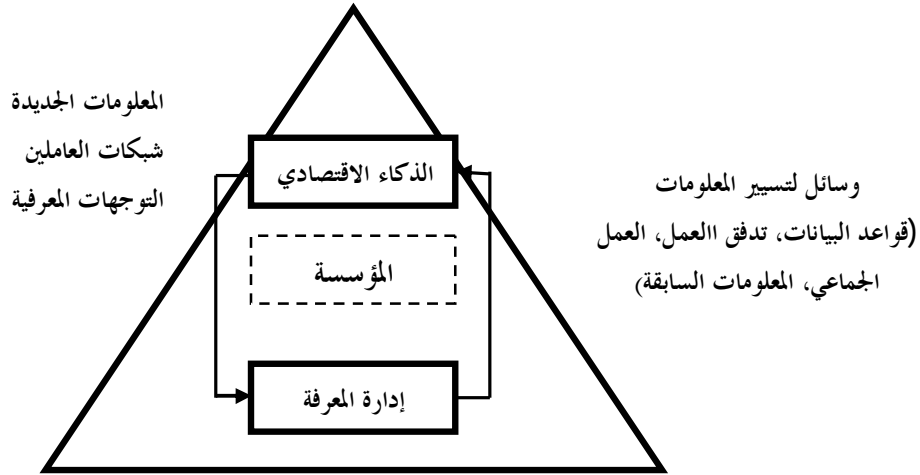 المعلومات الجديدة
شبكات العاملين
التوجهات المعرفية
الذكاء الاقتصادي
المؤسسة
إدارة المعرفة
وسائل لتسيير المعلومات
(قواعد البيانات، تدفق االعمل، العمل
الجماعي، المعلومات السابقة)